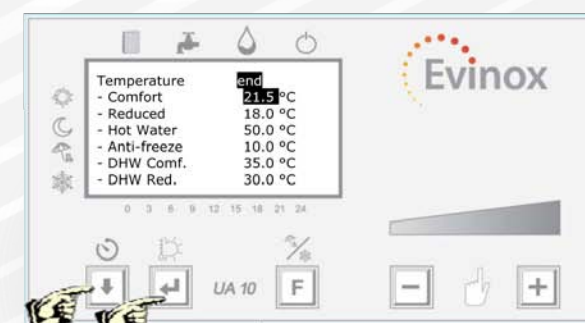 Evinox
Temperature end
- Comfort 21.5 °C
- Reduced 18.0 °C
- Hot Water 50.0 °C
- Anti-freeze 10.0 °C
- DHW Comf. 35.0 °C
- DHW Red. 30.0 °C
0 3 6 9 12 15 18 21 24
UA 10 F